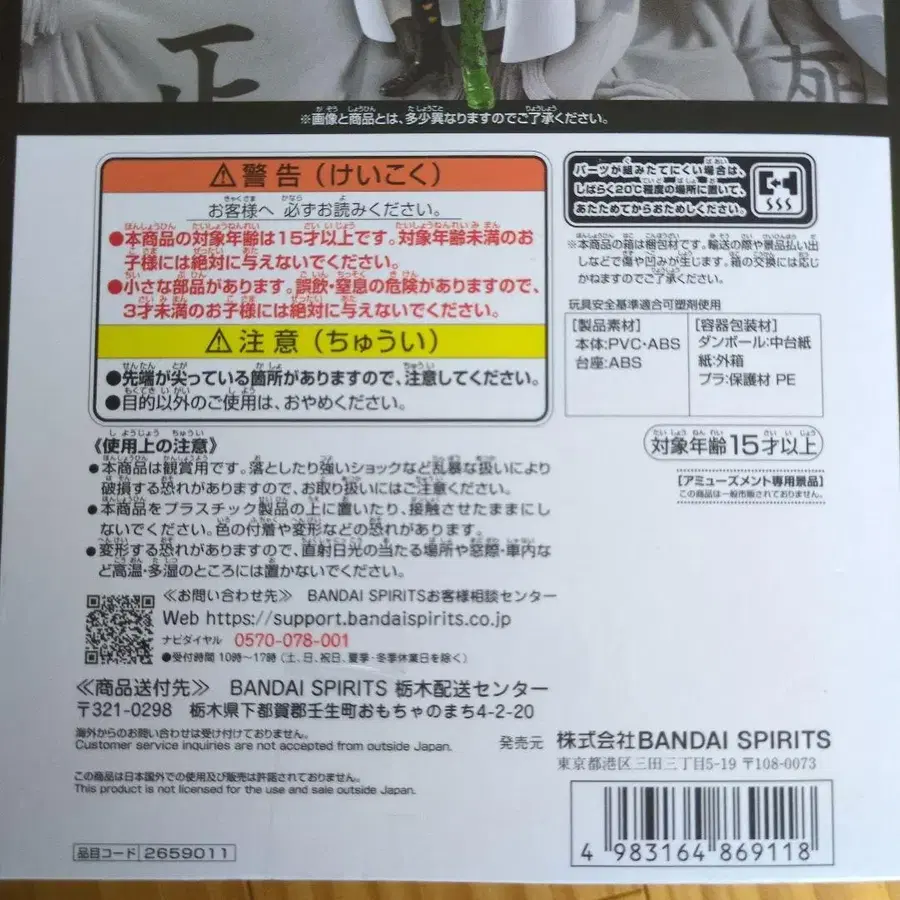 正
※画像と商品とは、多少異なりますのでご了承ください。
⚠警告（けいこく）
お客様へ 必ずお読みください。
●本商品の対象年齢は15才以上です。対象年齢未満のお
子様には絶対に与えないでください。
●小さな部品があります。誤飲・窒息の危険がありますので、
3才未満のお子様には絶対に与えないでください。
⚠注意（ちゅうい）
●先端が尖っている箇所がありますので、注意してください。
●目的以外のご使用は、おやめください。
パーツが組みたてにくい場合は、
しばらく20℃程度の場所に置いて、
あたためてからおためしください。
※本商品の箱は梱包材です。輸送の際や景品払い出
しなどで傷や凹みが生じます。箱の交換には応じ
かねますのでご了承ください。
玩具安全基準適合可塑剤使用
［製品素材］
本体:PVC・ABS
台座:ABS
［容器包装材］
ダンボール:中台紙
紙:外箱
プラ:保護材 PE
対象年齢15才以上
［アミューズメント専用景品］
この商品は一般市販されておりません。
《使用上の注意》
●本商品は観賞用です。落としたり強いショックなど乱暴な扱いにより
破損する恐れがありますので、お取り扱いにはご注意ください。
●本商品をプラスチック製品の上に置いたり、接触させたままにし
ないでください。色の付着や変形などの恐れがあります。
●変形する恐れがありますので、直射日光の当たる場所や窓際・車内な
ど高温・多湿のところには置かないでください。
≪お問い合わせ先≫ BANDAI SPIRITSお客様相談センター
Web https://support.bandaispirits.co.jp
ナビダイヤル 0570-078-001
●受付時間 10時～17時（土、日、祝日、夏季・冬季休業日を除く）
≪商品送付先≫ BANDAI SPIRITS 栃木配送センター
〒321-0298 栃木県下都賀郡壬生町おもちゃのまち4-2-20
海外からのお問い合わせは受け付けておりません。
Customer service inquiries are not accepted from outside Japan.
発売元 株式会社BANDAI SPIRITS
東京都港区三田三丁目5-19 〒108-0073
この商品は日本国外での使用及び販売は許諾されておりません。
This product is not licensed for the use and sale outside Japan.
品目コード 2659011
4 983164 869118